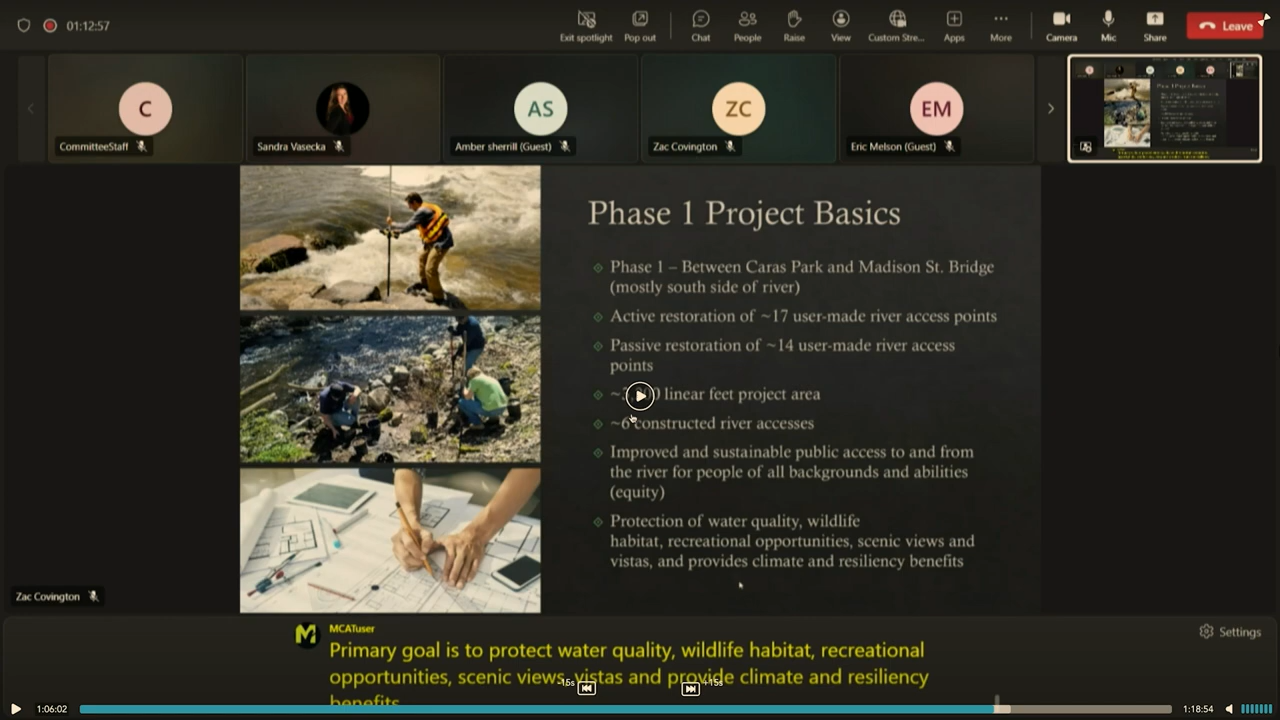 01:12:57
Exit spotlight
Pop out
Chat
People
Raise
View
Custom Stre...
Apps
More
Camera
Mic
Share
Leave
C
AS
ZC
EM
CommitteeStaff
Sandra Vasecka
Amber sherrill (Guest)
Zac Covington
Eric Melson (Guest)
Phase 1 Project Basics
Phase 1 – Between Caras Park and Madison St. Bridge
(mostly south side of river)
Active restoration of ~17 user-made river access points
Passive restoration of ~14 user-made river access
points
linear feet project area
~6 constructed river accesses
Improved and sustainable public access to and from
the river for people of all backgrounds and abilities
(equity)
Protection of water quality, wildlife
habitat, recreational opportunities, scenic views and
vistas, and provides climate and resiliency benefits
Zac Covington
MCATuser
Settings
Primary goal is to protect water quality, wildlife habitat, recreational
opportunities, scenic views, vistas and provide climate and resiliency
benefits
-15s
+15s
1:06:02
1:18:54